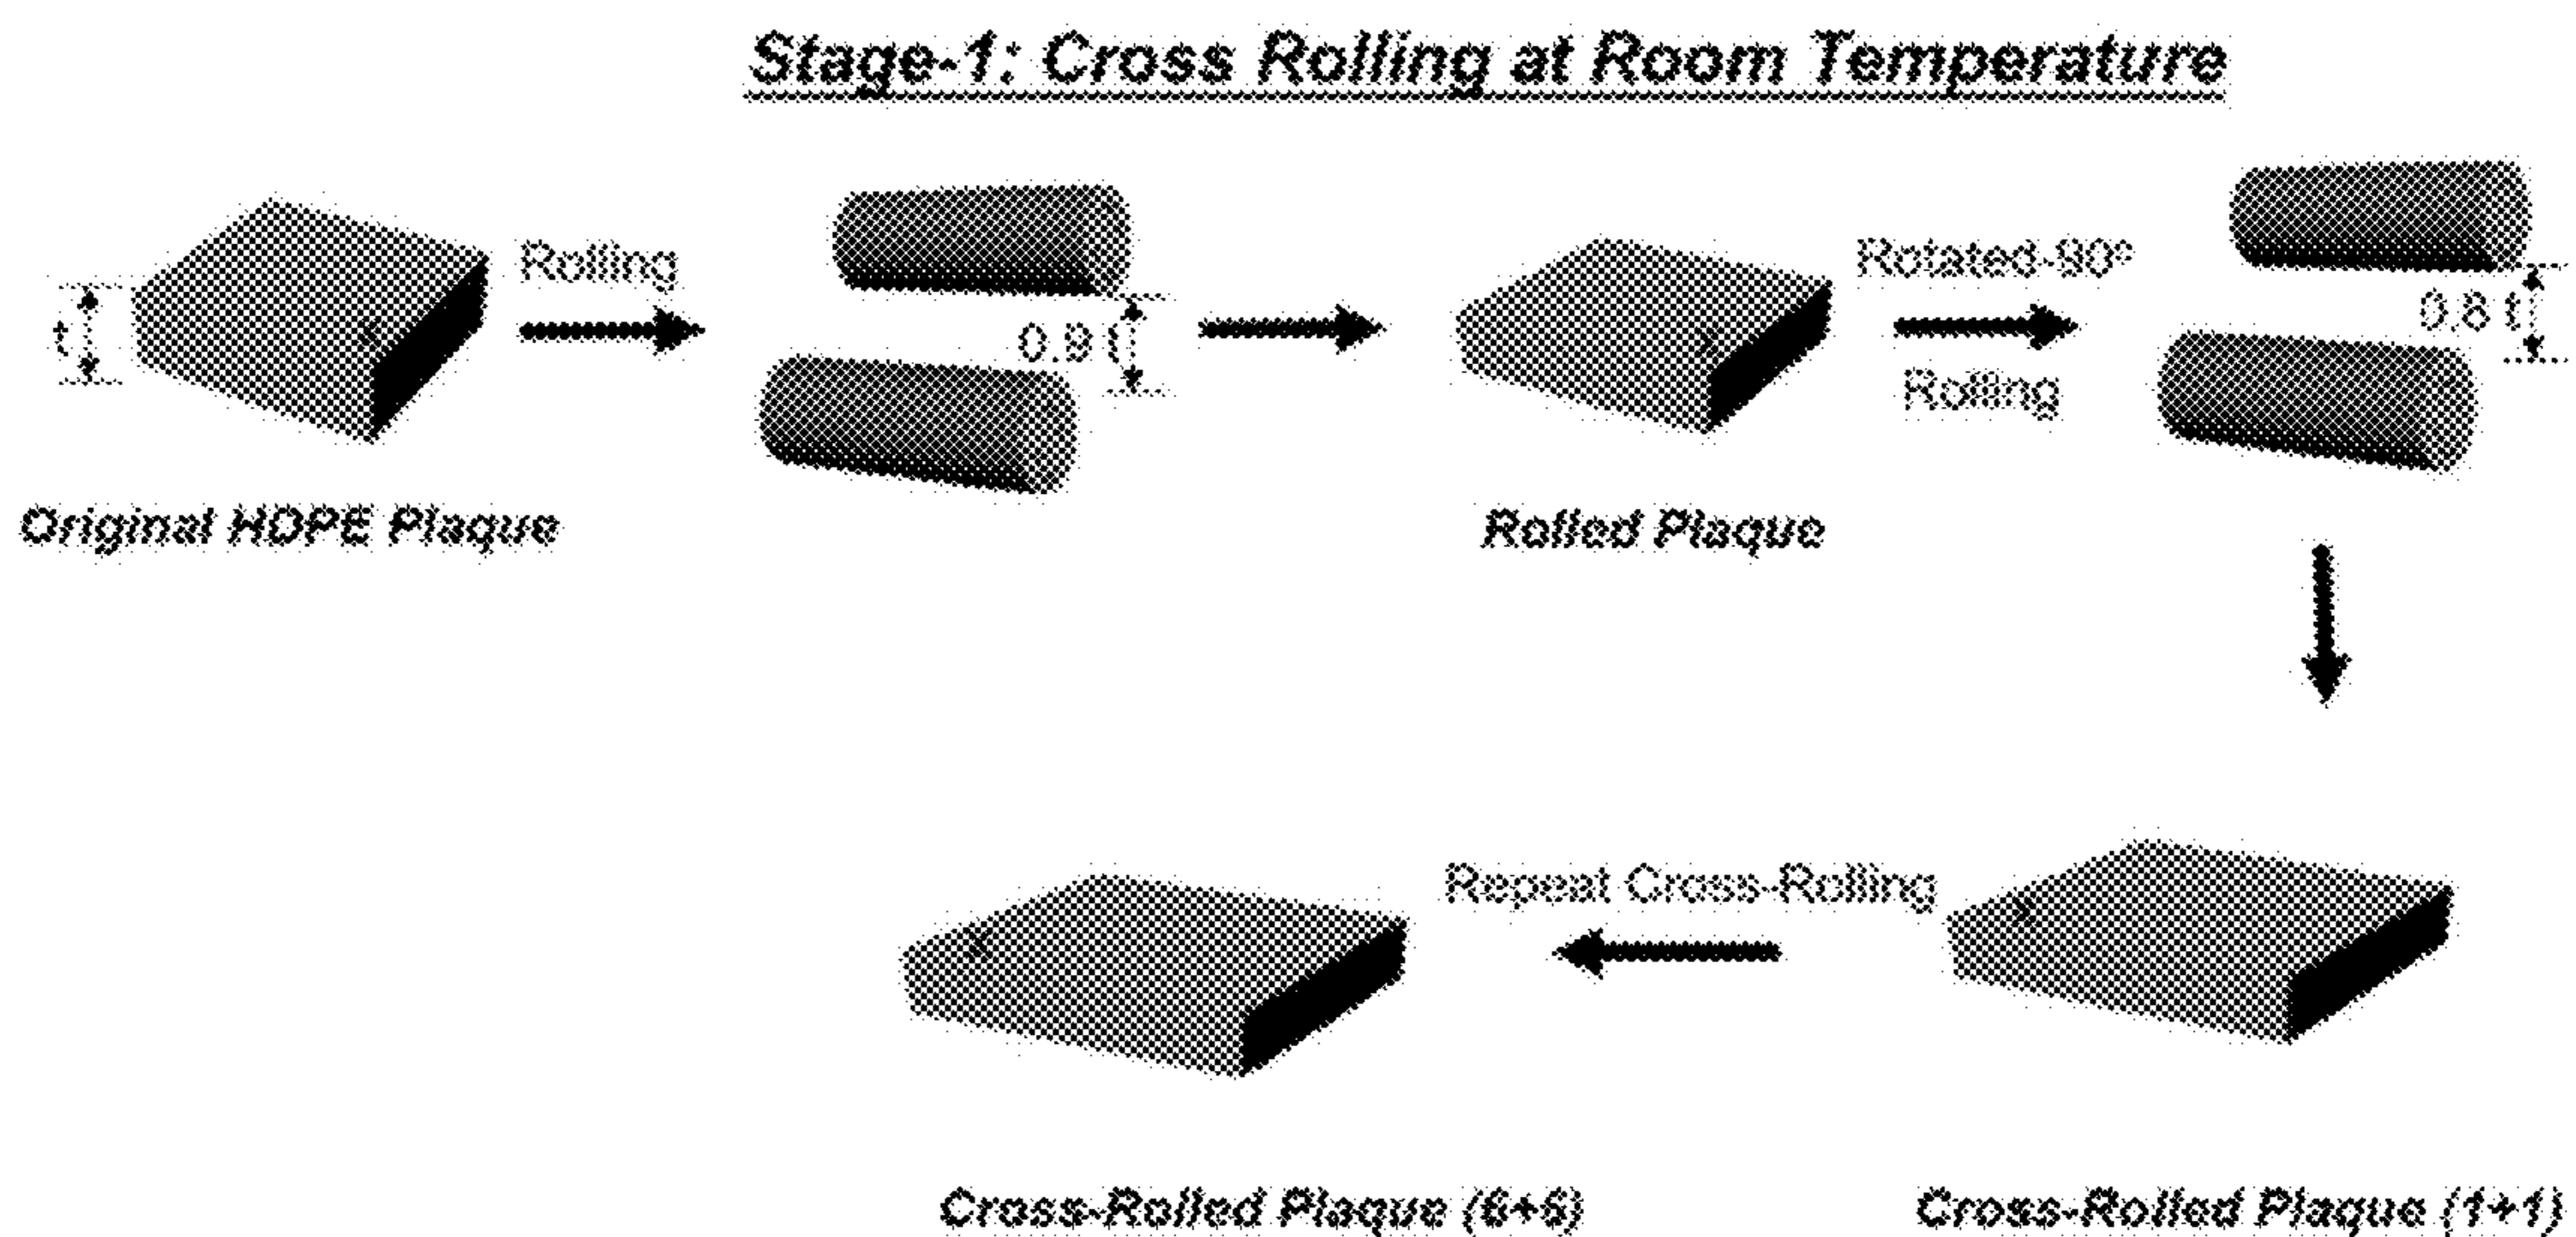 Stage-1: Cross Rolling at Room Temperature
t
Rolling
0.9 t
Rotated-90º
Rolling
0.8 t
Original HDPE Plaque
Rolled Plaque
Repeat Cross-Rolling
Cross-Rolled Plaque (6+6)
Cross-Rolled Plaque (1+1)